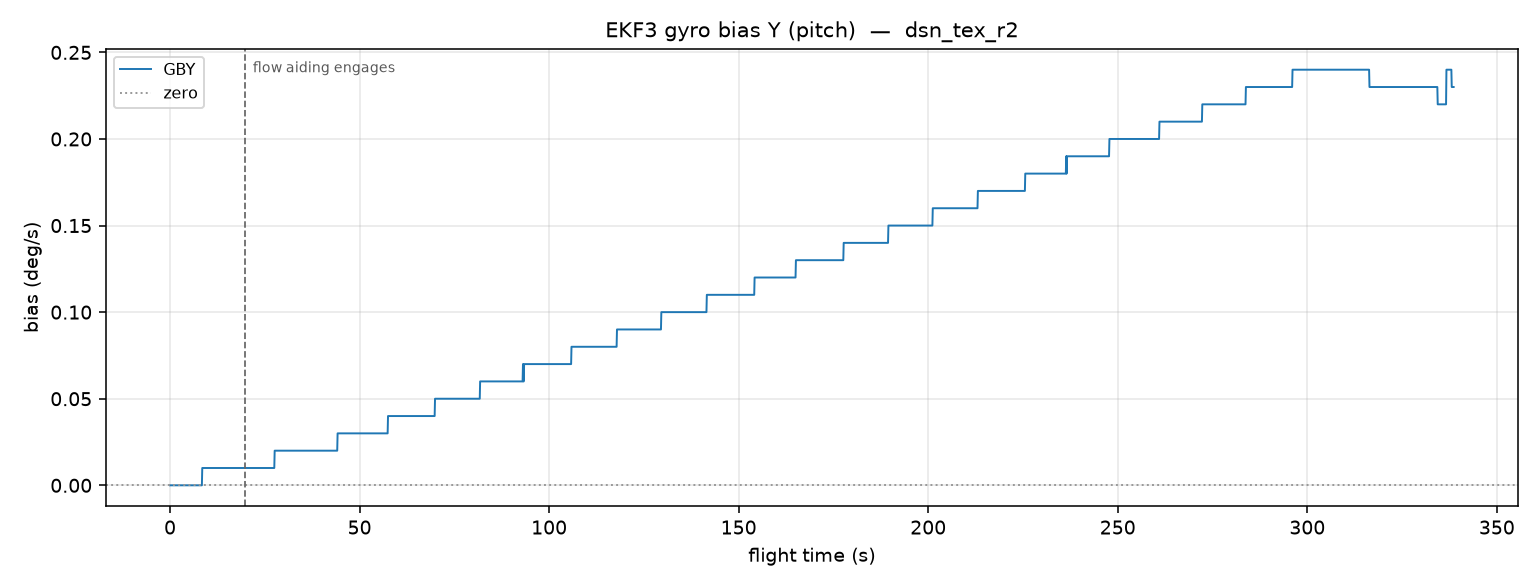 EKF3 gyro bias Y (pitch) — dsn_tex_r2
GBY
zero
flow aiding engages
0.25
0.20
0.15
0.10
0.05
0.00
bias (deg/s)
0 50 100 150 200 250 300 350
flight time (s)